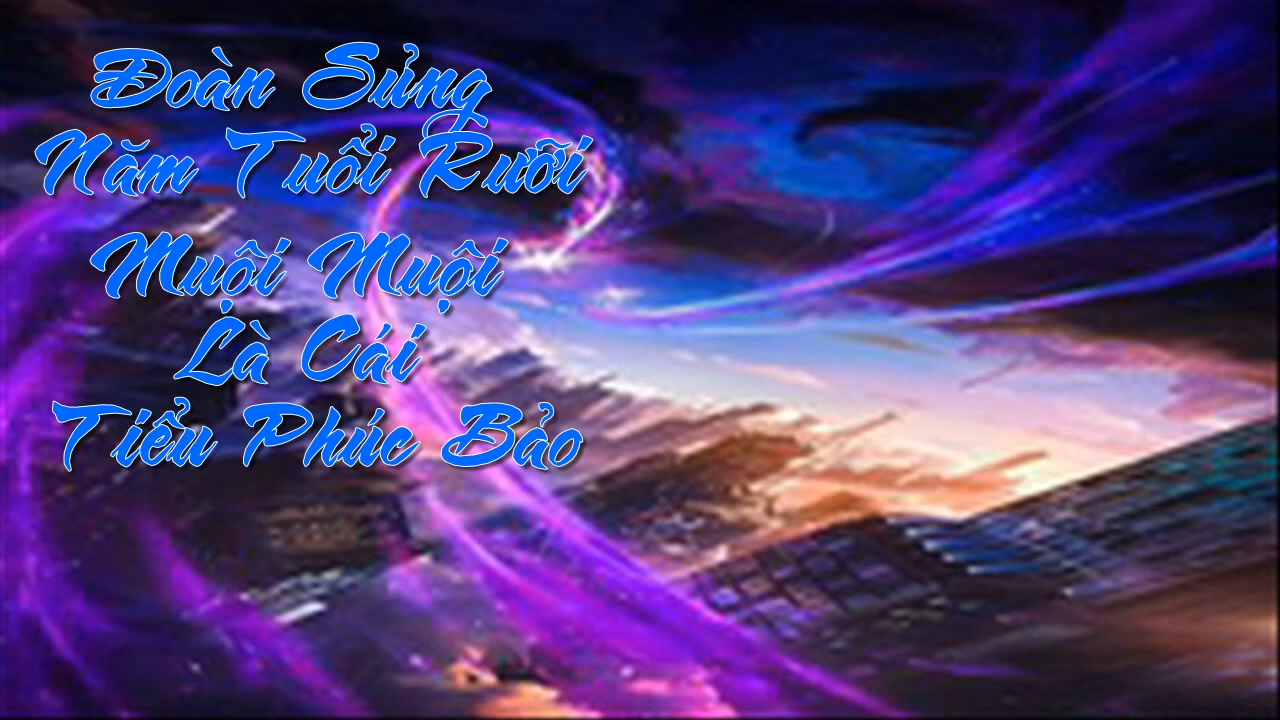 Đoàn Sủng
Năm Tuổi Rưỡi
Muội Muội
Là Cái
Tiểu Phúc Bảo